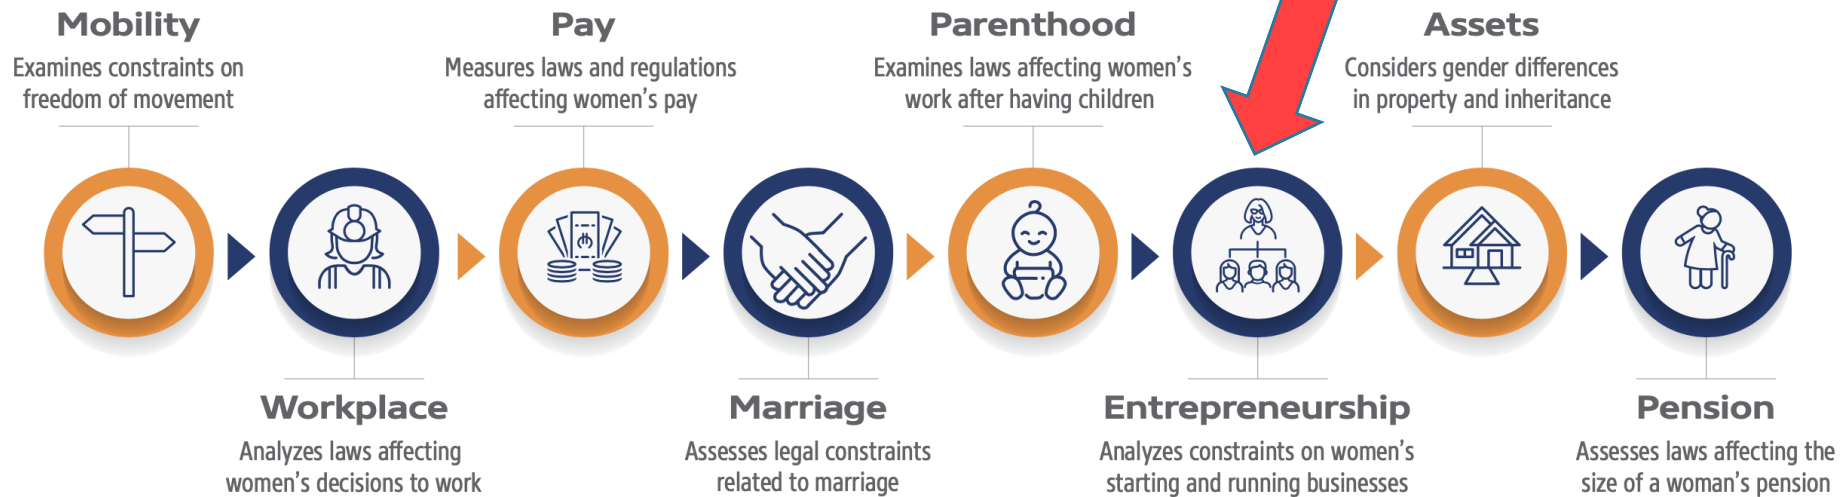 Mobility
Examines constraints on
freedom of movement
Workplace
Analyzes laws affecting
women's decisions to work
Pay
Measures laws and regulations
affecting women's pay
Marriage
Assesses legal constraints
related to marriage
Parenthood
Examines laws affecting women's
work after having children
Entrepreneurship
Analyzes constraints on women's
starting and running businesses
Assets
Considers gender differences
in property and inheritance
Pension
Assesses laws affecting the
size of a woman's pension